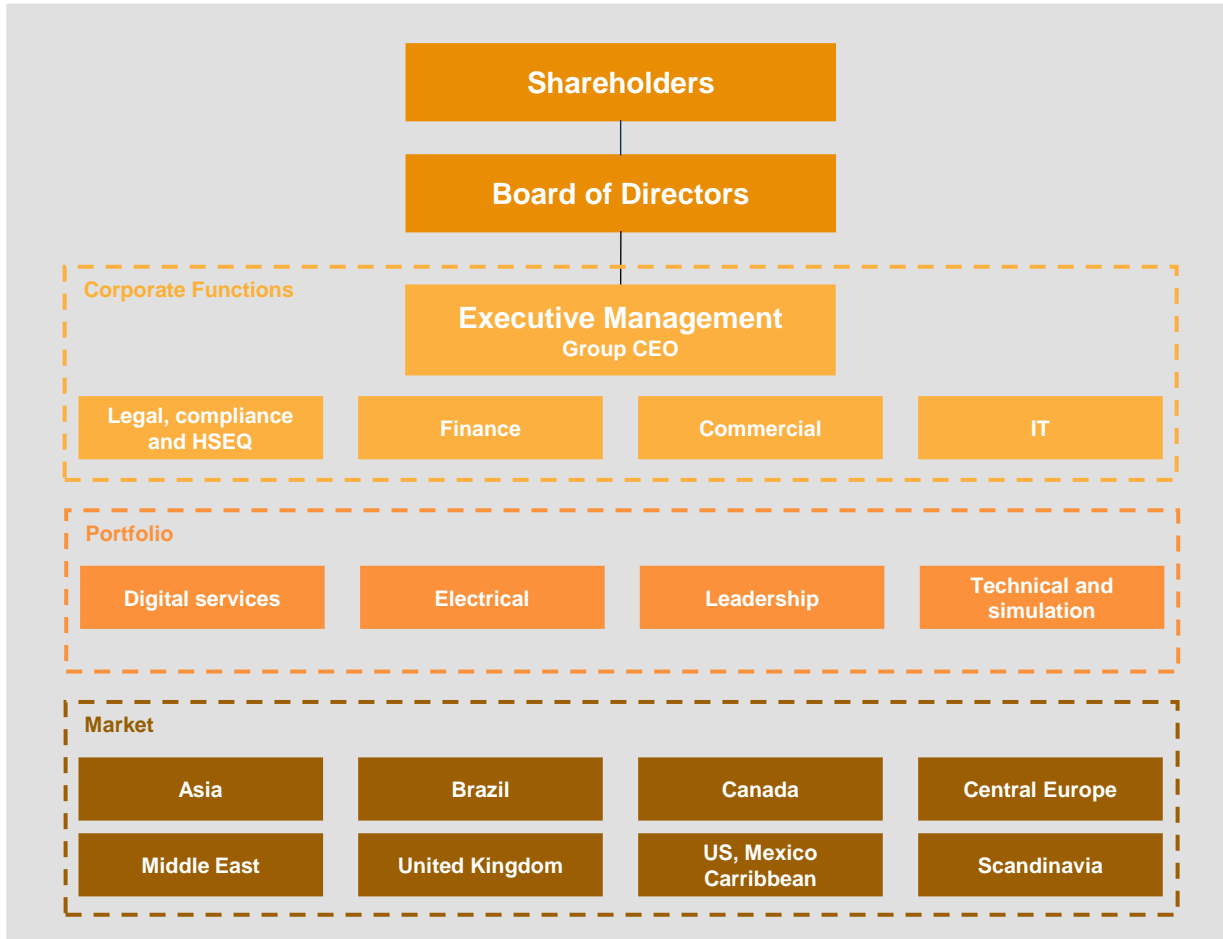 Shareholders
Board of Directors
Corporate Functions
Executive Management
Group CEO
Legal, compliance
and HSEQ
Finance
Commercial
IT
Portfolio
Digital services
Electrical
Leadership
Technical and
simulation
Market
Asia
Brazil
Canada
Central Europe
Middle East
United Kingdom
US, Mexico
Carribbean
Scandinavia